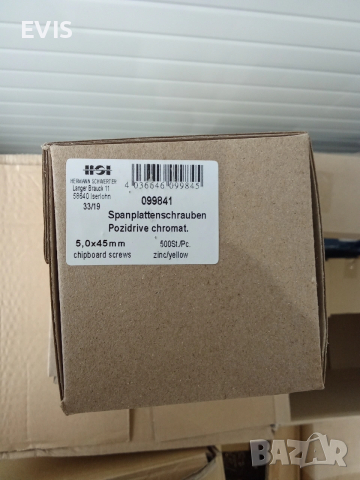 EVIS
HSI
HERMANN SCHWERTER
Langer Brauck 11
58640 Iserlohn
33/19
4 036646 099845
099841
Spanplattenschrauben
Pozidrive chromat.
5,0x45mm 500St./Pc.
chipboard screws zinc/yellow
BAZAR